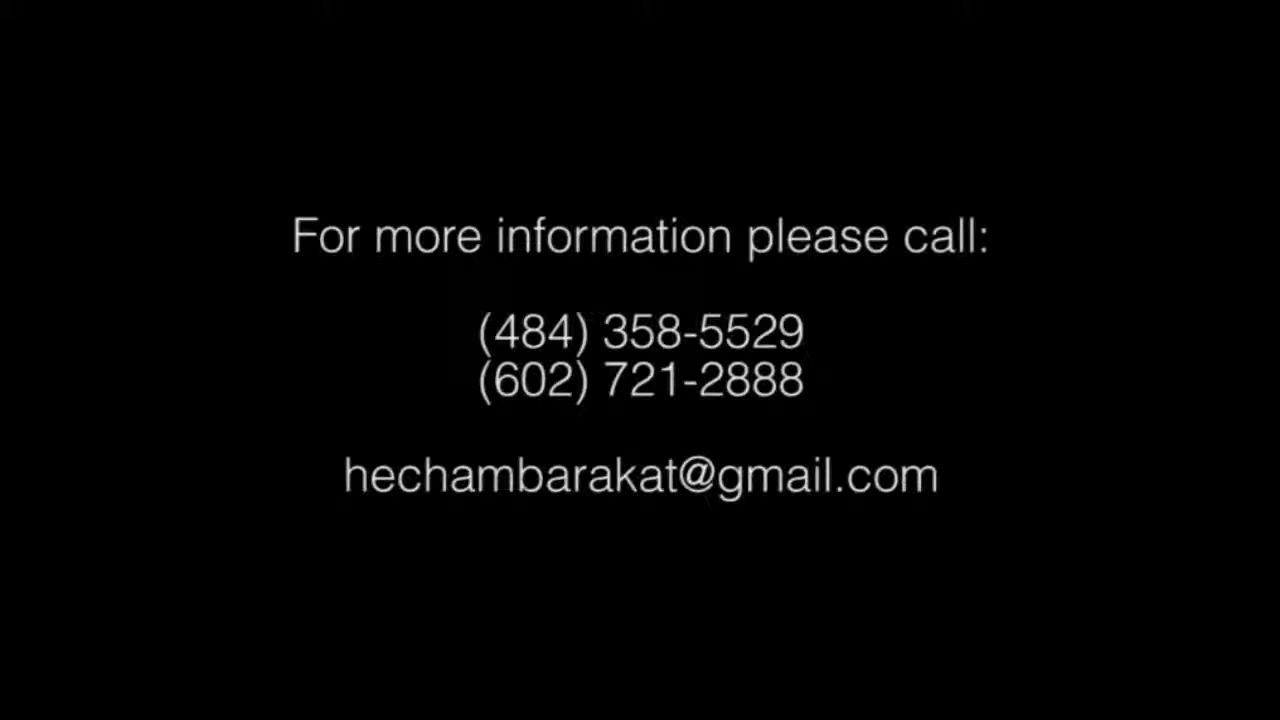 For more information please call:
(484) 358-5529
(602) 721-2888
hechambarakat@gmail.com